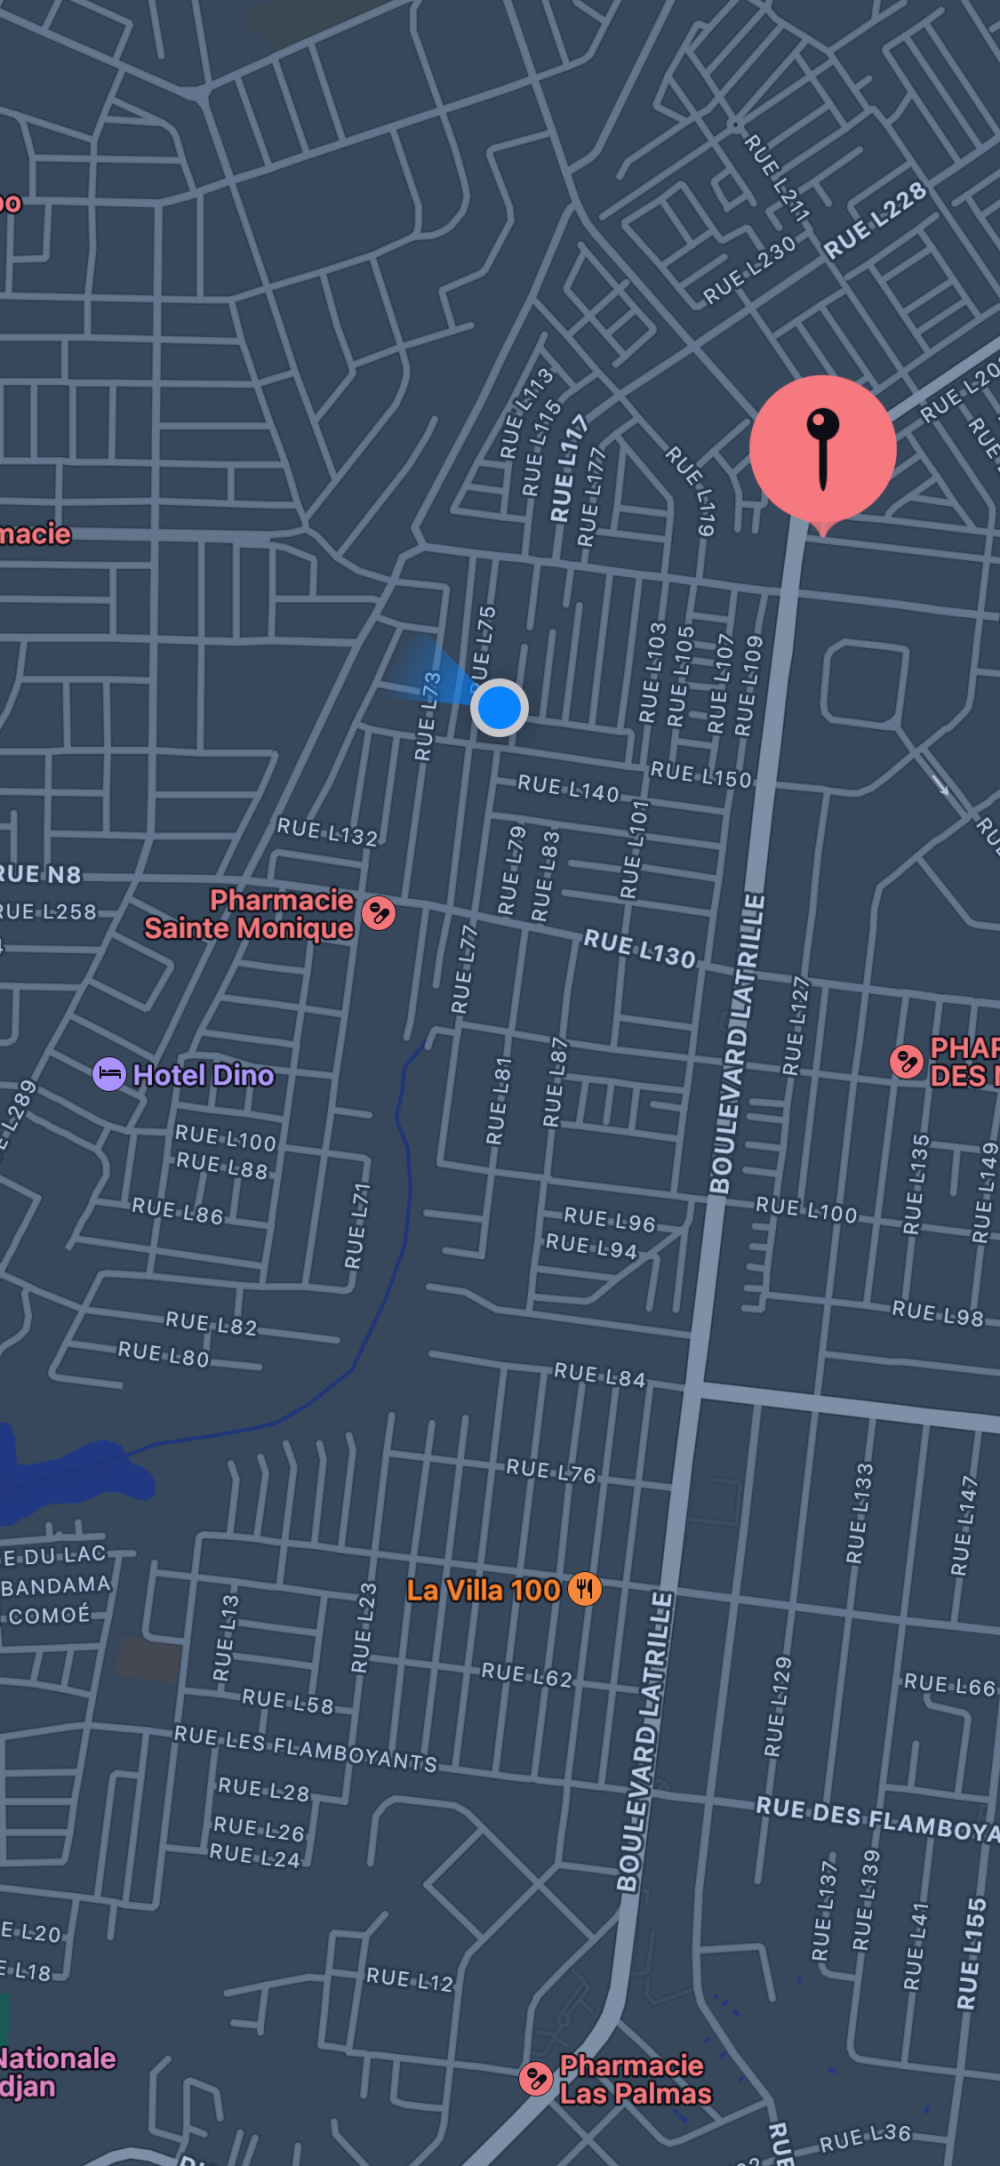 RUE L211
RUE L228
RUE L230
RUE L113
RUE L115
RUE L117
RUE L177
RUE L119
macie
RUE L75
RUE L73
RUE L103
RUE L105
RUE L107
RUE L109
RUE L150
RUE L140
RUE L132
RUE L101
RUE L79
RUE L83
RUE N8
RUE L258
Pharmacie
Sainte Monique
RUE L130
BOULEVARD LATRILLE
RUE L77
RUE L127
PHAR
DES
Hotel Dino
RUE L81
RUE L87
L289
RUE L100
RUE L88
RUE L86
RUE L71
RUE L96
RUE L94
RUE L100
RUE L135
RUE L149
RUE L98
RUE L82
RUE L80
RUE L84
RUE L76
RUE L133
RUE L147
E DU LAC
BANDAMA
COMOÉ
La Villa 100
RUE L13
RUE L23
RUE L62
RUE L58
BOULEVARD LATRILLE
RUE L129
RUE L66
RUE LES FLAMBOYANTS
RUE L28
RUE L26
RUE L24
RUE DES FLAMBOYA
RUE L137
RUE L139
RUE L41
RUE L155
E L20
E L18
RUE L12
Nationale
djan
Pharmacie
Las Palmas
RUE L36